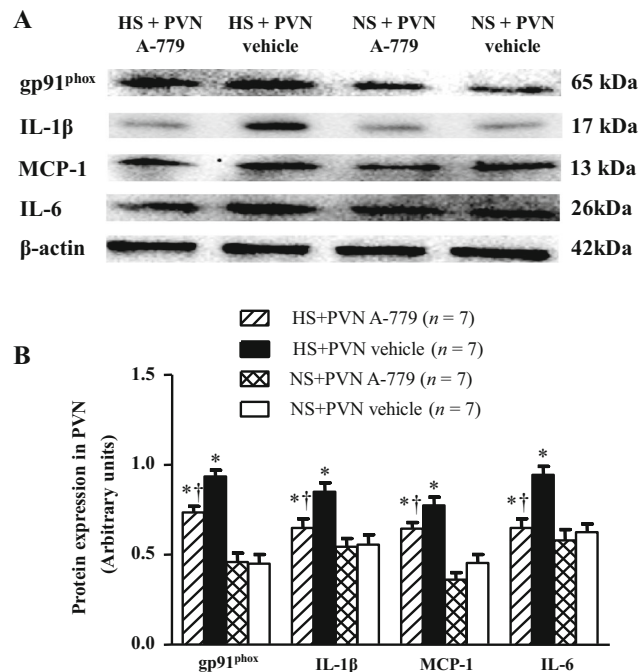 A
HS + PVN A-779
HS + PVN vehicle
NS + PVN A-779
NS + PVN vehicle
gp91phox
65 kDa
IL-1β
17 kDa
MCP-1
13 kDa
IL-6
26kDa
β-actin
42kDa
B
HS+PVN A-779 (n = 7)
HS+PVN vehicle (n = 7)
NS+PVN A-779 (n = 7)
NS+PVN vehicle (n = 7)
Protein expression in PVN
(Arbitrary units)
1.5
1.0
0.5
0.0
*† * *† * *† * *† *
gp91phox IL-1β MCP-1 IL-6